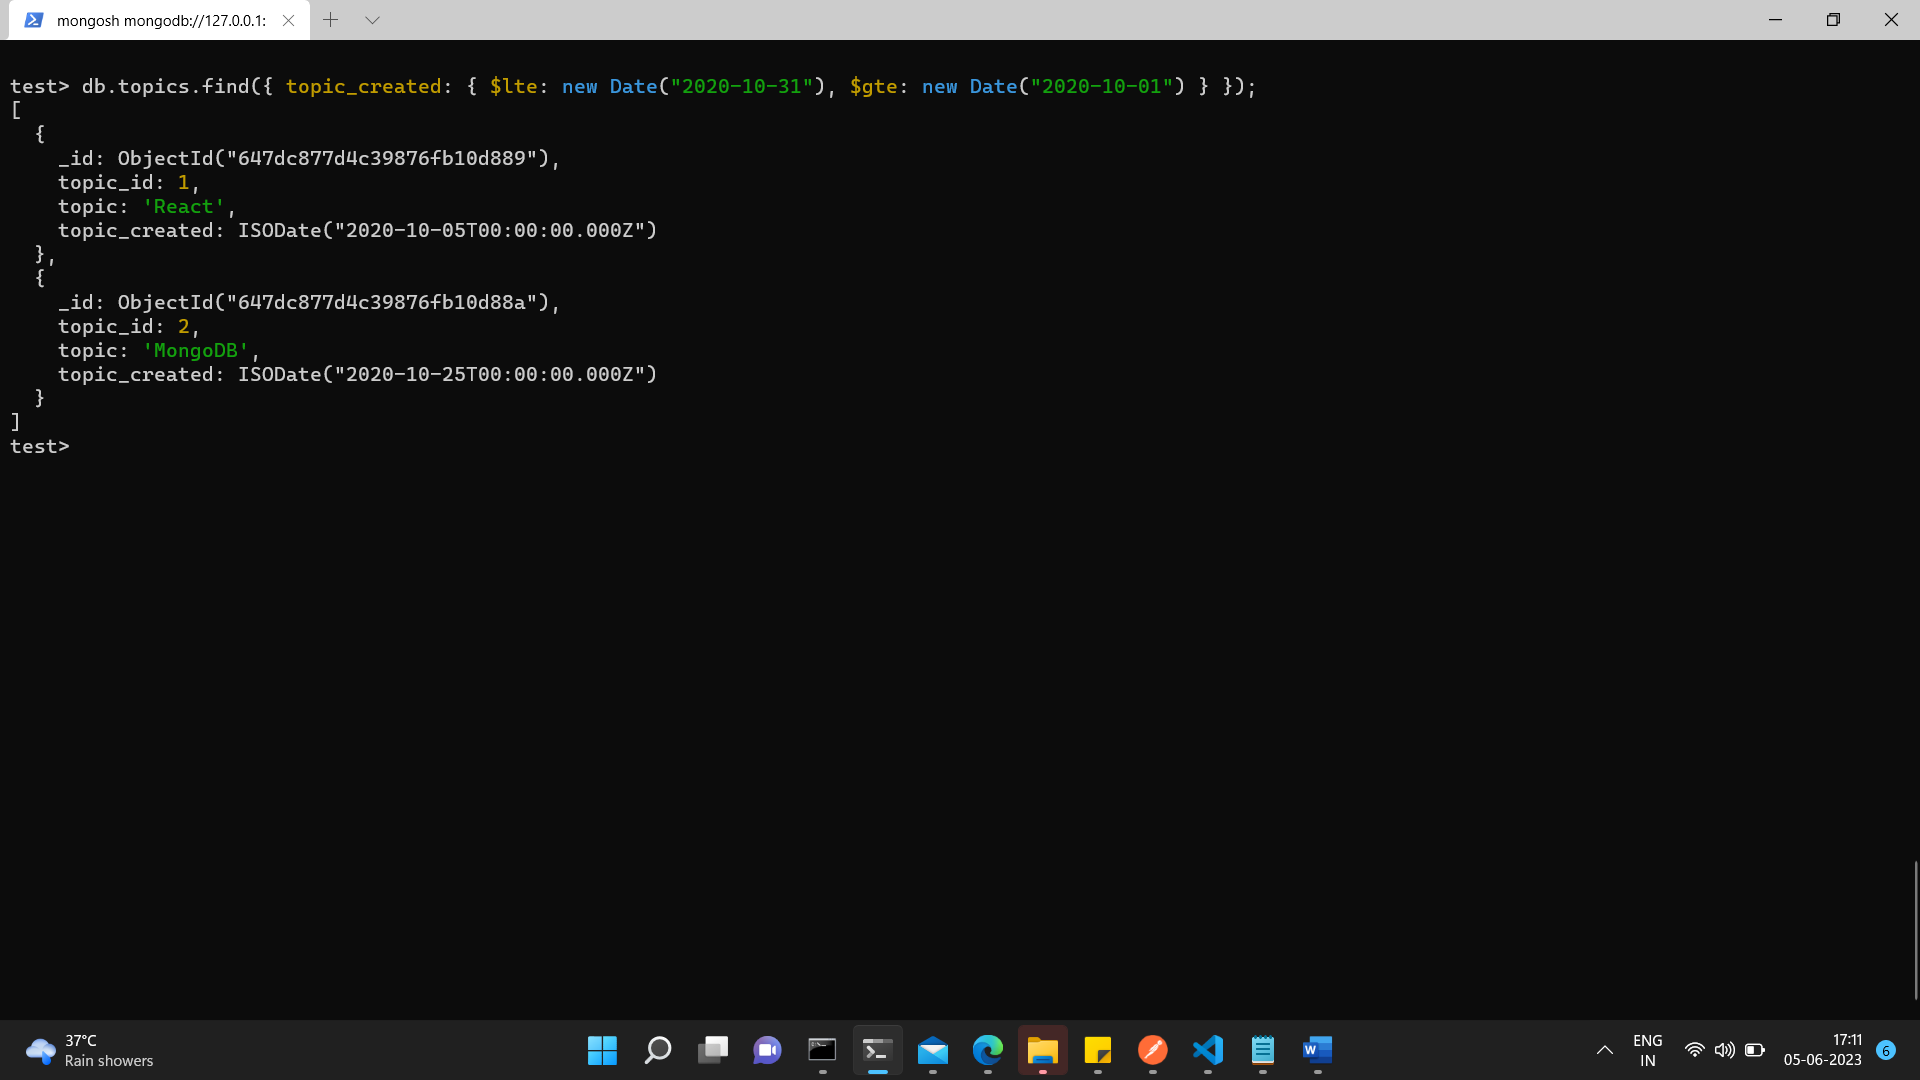 mongosh mongodb://127.0.0.1:
test> db.topics.find({ topic_created: { $lte: new Date("2020-10-31"), $gte: new Date("2020-10-01") } });
[
  {
    _id: ObjectId("647dc877d4c39876fb10d889"),
    topic_id: 1,
    topic: 'React',
    topic_created: ISODate("2020-10-05T00:00:00.000Z")
  },
  {
    _id: ObjectId("647dc877d4c39876fb10d88a"),
    topic_id: 2,
    topic: 'MongoDB',
    topic_created: ISODate("2020-10-25T00:00:00.000Z")
  }
]
test>
37°C
Rain showers
W
ENG
IN
17:11
05-06-2023
6